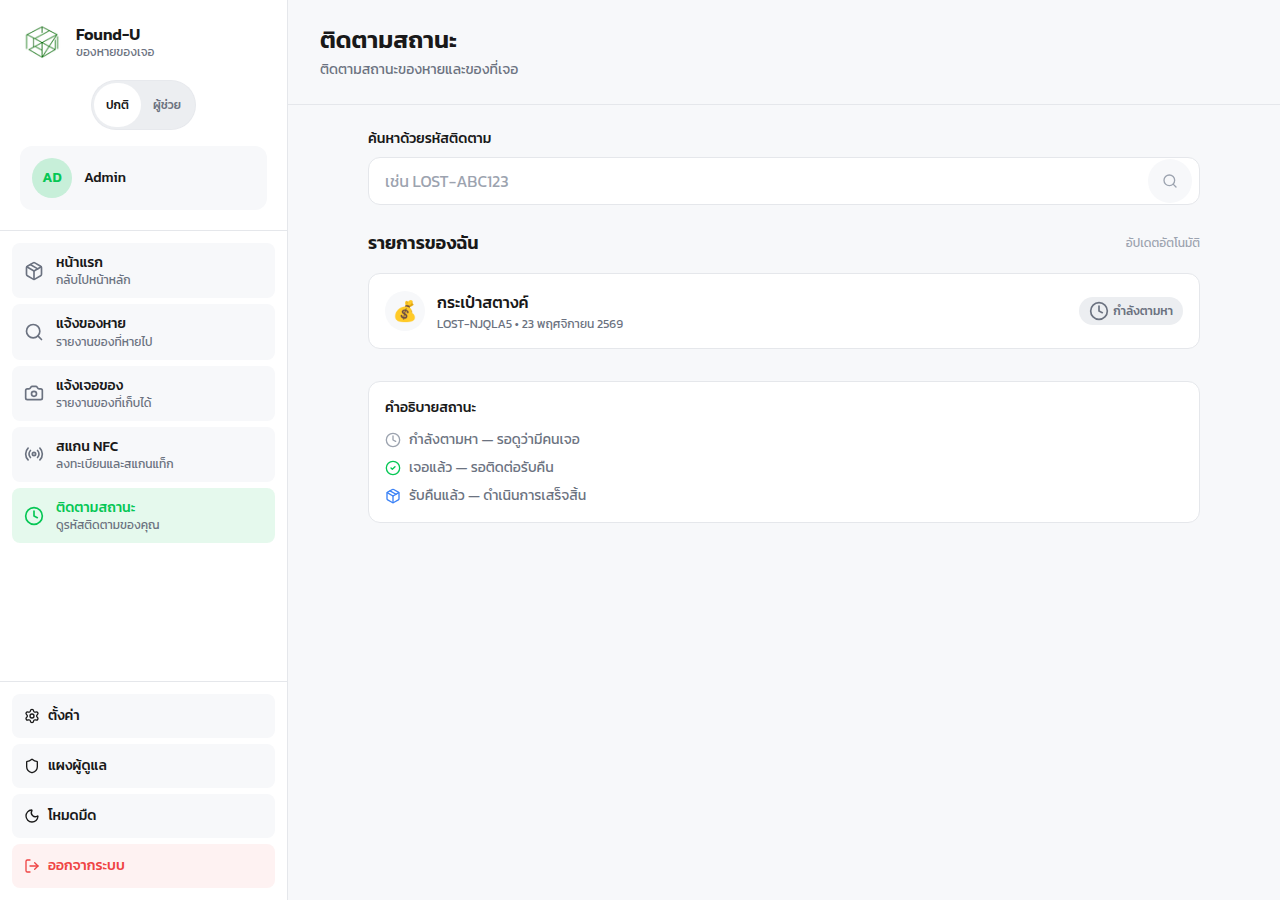 Found-U
ของหายของเจอ
ปกติ ผู้ช่วย
AD Admin
หน้าแรก
กลับไปหน้าหลัก
แจ้งของหาย
รายงานของที่หายไป
แจ้งเจอของ
รายงานของที่เก็บได้
สแกน NFC
ลงทะเบียนและสแกนแท็ก
ติดตามสถานะ
ดูรหัสติดตามของคุณ
ตั้งค่า
แผงผู้ดูแล
โหมดมืด
ออกจากระบบ
ติดตามสถานะ
ติดตามสถานะของหายและของที่เจอ
ค้นหาด้วยรหัสติดตาม
เช่น LOST-ABC123
รายการของฉัน อัปเดตอัตโนมัติ
กระเป๋าสตางค์
LOST-NJQLA5 • 23 พฤศจิกายน 2569
กำลังตามหา
คำอธิบายสถานะ
กำลังตามหา — รอดูว่ามีคนเจอ
เจอแล้ว — รอติดต่อรับคืน
รับคืนแล้ว — ดำเนินการเสร็จสิ้น